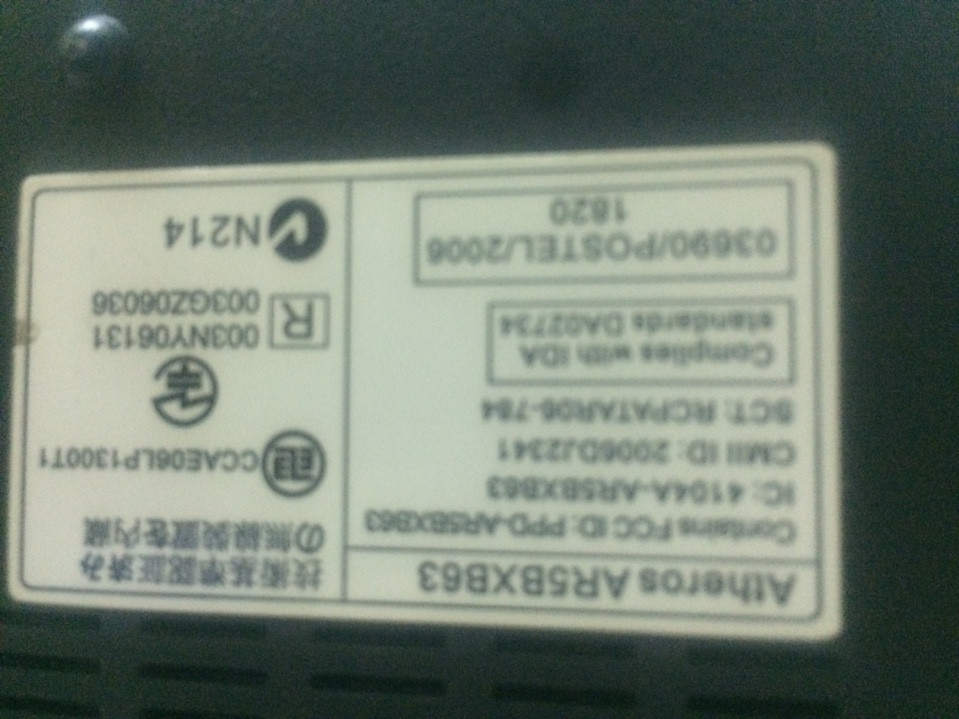 Atheros AR5BXB63
Contains FCC ID: PPD-AR5BXB63
IC: 4104A-AR5BXB63
CMII ID: 2006DJ2341
SCT: RCPATAR06-784
Complies with IDA
standards DA02734
03690/POSTEL/2006
1820
技術基準認証済み
の無線装置を内蔵
CCAE06LP1300T1
R
003NY06131
003GZ06036
N214